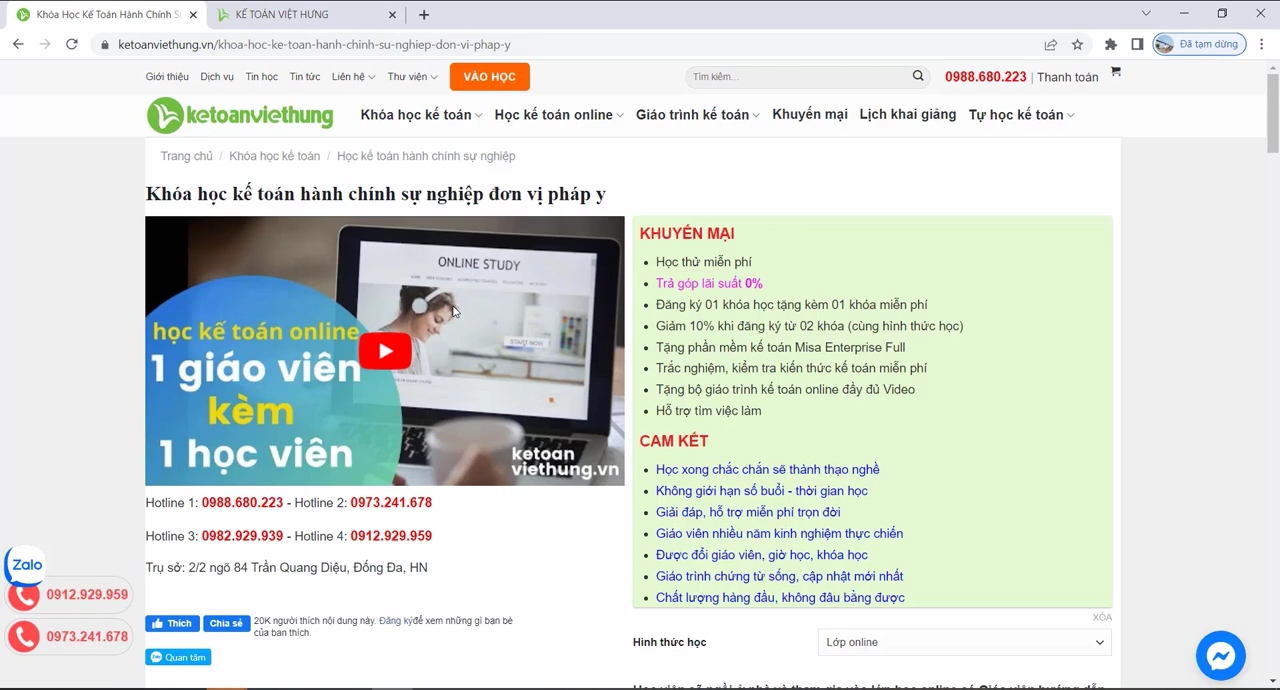 Khóa Học Kế Toán Hành Chính S
KẾ TOÁN VIỆT HƯNG
ketoanviethung.vn/khoa-hoc-ke-toan-hanh-chinh-su-nghiep-don-vi-phap-y
Đã tạm dừng
Giới thiệu Dịch vụ Tin học Tin tức Liên hệ Thư viện VÀO HỌC
Tìm kiếm... 0988.680.223 | Thanh toán
ketoanviethung Khóa học kế toán Học kế toán online Giáo trình kế toán Khuyến mại Lịch khai giảng Tự học kế toán
Trang chủ / Khóa học kế toán / Học kế toán hành chính sự nghiệp
Khóa học kế toán hành chính sự nghiệp đơn vị pháp y
ONLINE STUDY
START NOW
học kế toán online
1 giáo viên
kèm
1 học viên
ketoan
viethung.vn
Hotline 1: 0988.680.223 - Hotline 2: 0973.241.678
Hotline 3: 0982.929.939 - Hotline 4: 0912.929.959
Trụ sở: 2/2 ngõ 84 Trần Quang Diệu, Đống Đa, HN
Thích Chia sẻ 20K người thích nội dung này. Đăng ký để xem những gì bạn bè
của bạn thích.
Quan tâm
Zalo
0912.929.959
0973.241.678
KHUYẾN MẠI
Học thử miễn phí
Trả góp lãi suất 0%
Đăng ký 01 khóa học tặng kèm 01 khóa miễn phí
Giảm 10% khi đăng ký từ 02 khóa (cùng hình thức học)
Tặng phần mềm kế toán Misa Enterprise Full
Trắc nghiệm, kiểm tra kiến thức kế toán miễn phí
Tặng bộ giáo trình kế toán online đầy đủ Video
Hỗ trợ tìm việc làm
CAM KẾT
Học xong chắc chắn sẽ thành thạo nghề
Không giới hạn số buổi - thời gian học
Giải đáp, hỗ trợ miễn phí trọn đời
Giáo viên nhiều năm kinh nghiệm thực chiến
Được đổi giáo viên, giờ học, khóa học
Giáo trình chứng từ sống, cập nhật mới nhất
Chất lượng hàng đầu, không đâu bằng được
XÓA
Hình thức học Lớp online